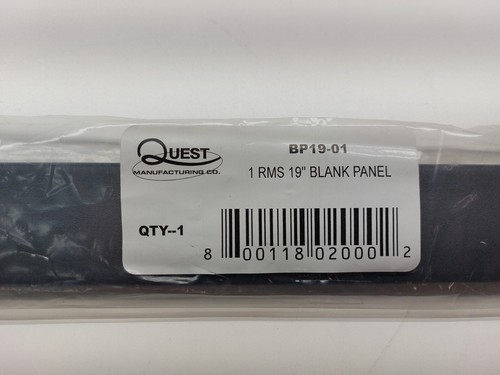 QUEST
MANUFACTURING CO.
BP19-01
1 RMS 19" BLANK PANEL
QTY--1
8 00118 02000 2